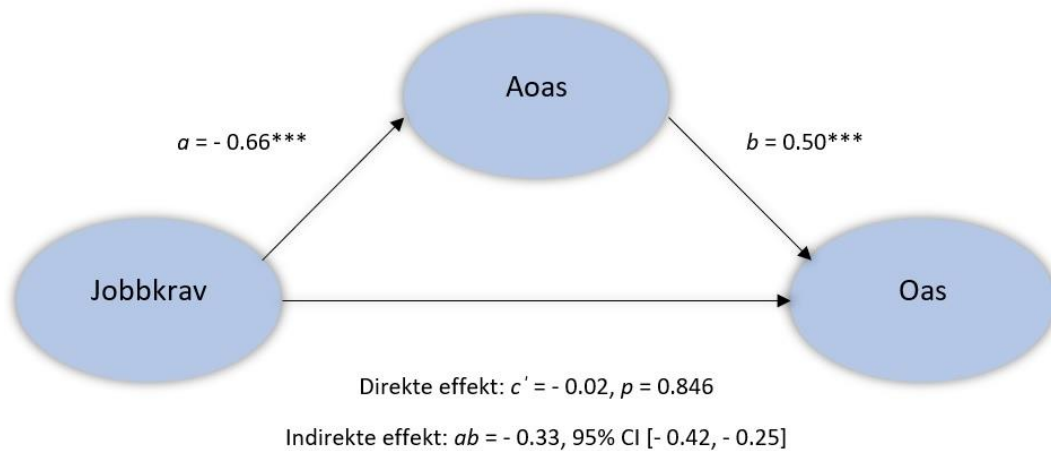 Aoas
a = - 0.66***
b = 0.50***
Jobbkrav
Oas
Direkte effekt: c' = - 0.02, p = 0.846
Indirekte effekt: ab = - 0.33, 95% CI [- 0.42, - 0.25]